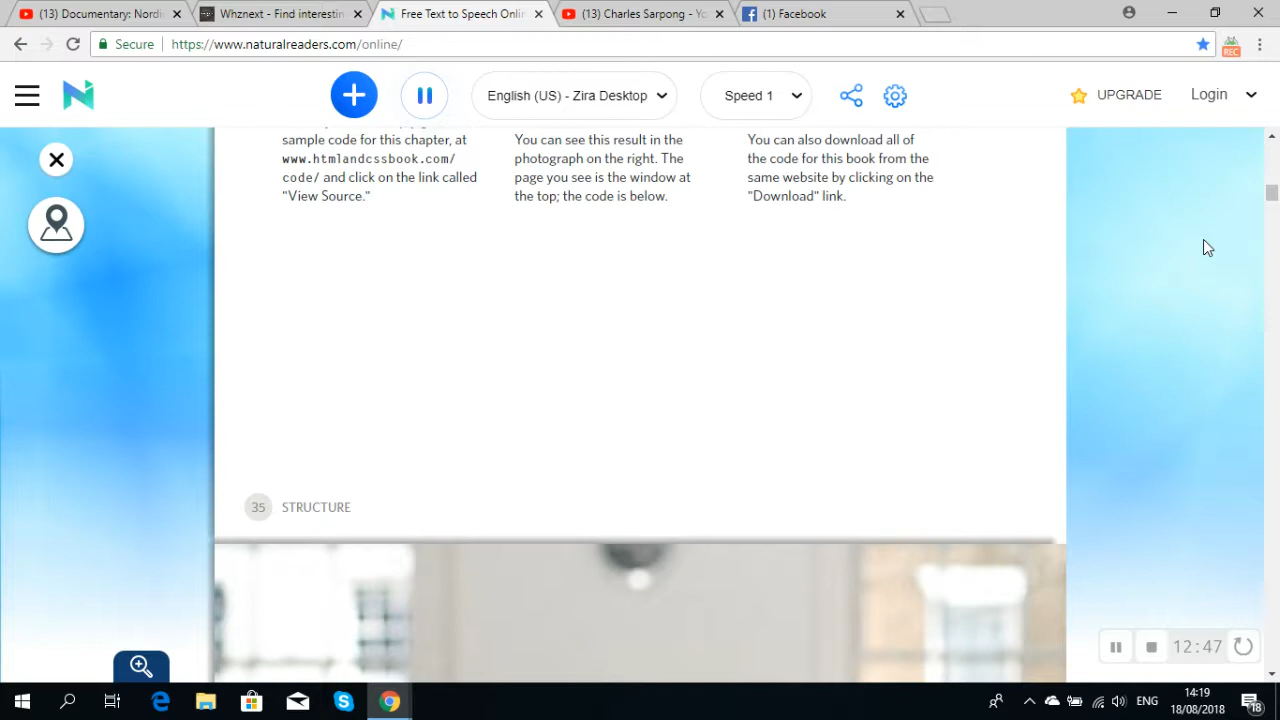 (13) Documentary: Nordi
Whznext - Find interestin
Free Text to Speech Onlin
(13) Charles Sarpong - Yo
(1) Facebook
Secure
https://www.naturalreaders.com/online/
REC
English (US) - Zira Desktop
Speed 1
UPGRADE
Login
sample code for this chapter, at
www.htmlandcssbook.com/
code/ and click on the link called
"View Source."
You can see this result in the
photograph on the right. The
page you see is the window at
the top; the code is below.
You can also download all of
the code for this book from the
same website by clicking on the
"Download" link.
35 STRUCTURE
12:47
ENG
14:19
18/08/2018
18